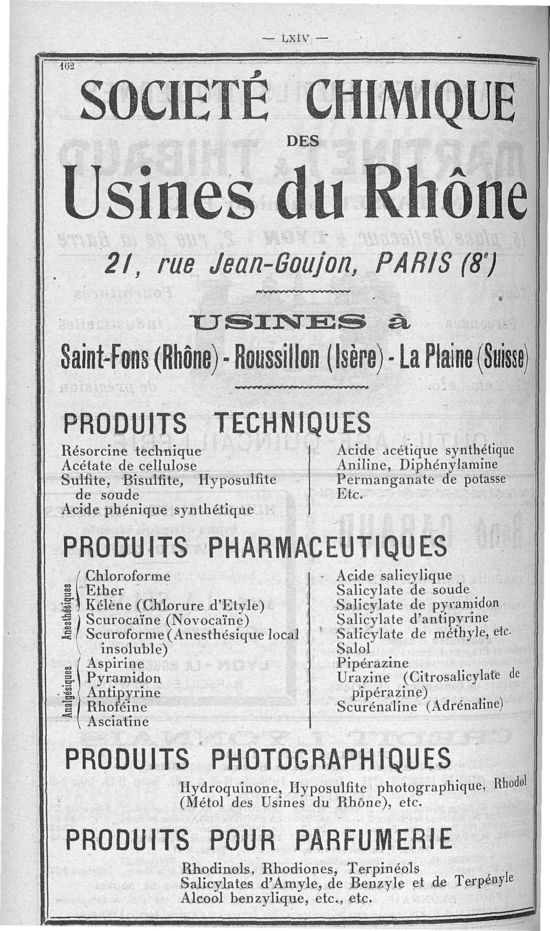 — LXIV —
102
SOCIETÉ CHIMIQUE
DES
Usines du Rhône
21, rue Jean-Goujon, PARIS (8e)
USINES à
Saint-Fons (Rhône) - Roussillon (Isère) - La Plaine (Suisse)
PRODUITS TECHNIQUES
Résorcine technique
Acétate de cellulose
Sulfite, Bisulfite, Hyposulfite
de soude
Acide phénique synthétique
Acide acétique synthétique
Aniline, Diphénylamine
Permanganate de potasse
Etc.
PRODUITS PHARMACEUTIQUES
Anesthésiques
Chloroforme
Ether
Kélène (Chlorure d'Etyle)
Scurocaïne (Novocaïne)
Scuroforme (Anesthésique local
insoluble)
Analgésiques
Aspirine
Pyramidon
Antipyrine
Rhoféine
Asciatine
Acide salicylique
Salicylate de soude
Salicylate de pyramidon
Salicylate d'antipyrine
Salicylate de méthyle, etc.
Salol
Pipérazine
Urazine (Citrosalicylate de
pipérazine)
Scurénaline (Adrénaline)
PRODUITS PHOTOGRAPHIQUES
Hydroquinone, Hyposulfite photographique, Rhodol
(Métol des Usines du Rhône), etc.
PRODUITS POUR PARFUMERIE
Rhodinols, Rhodiones, Terpinéols
Salicylates d'Amyle, de Benzyle et de Terpényle
Alcool benzylique, etc., etc.